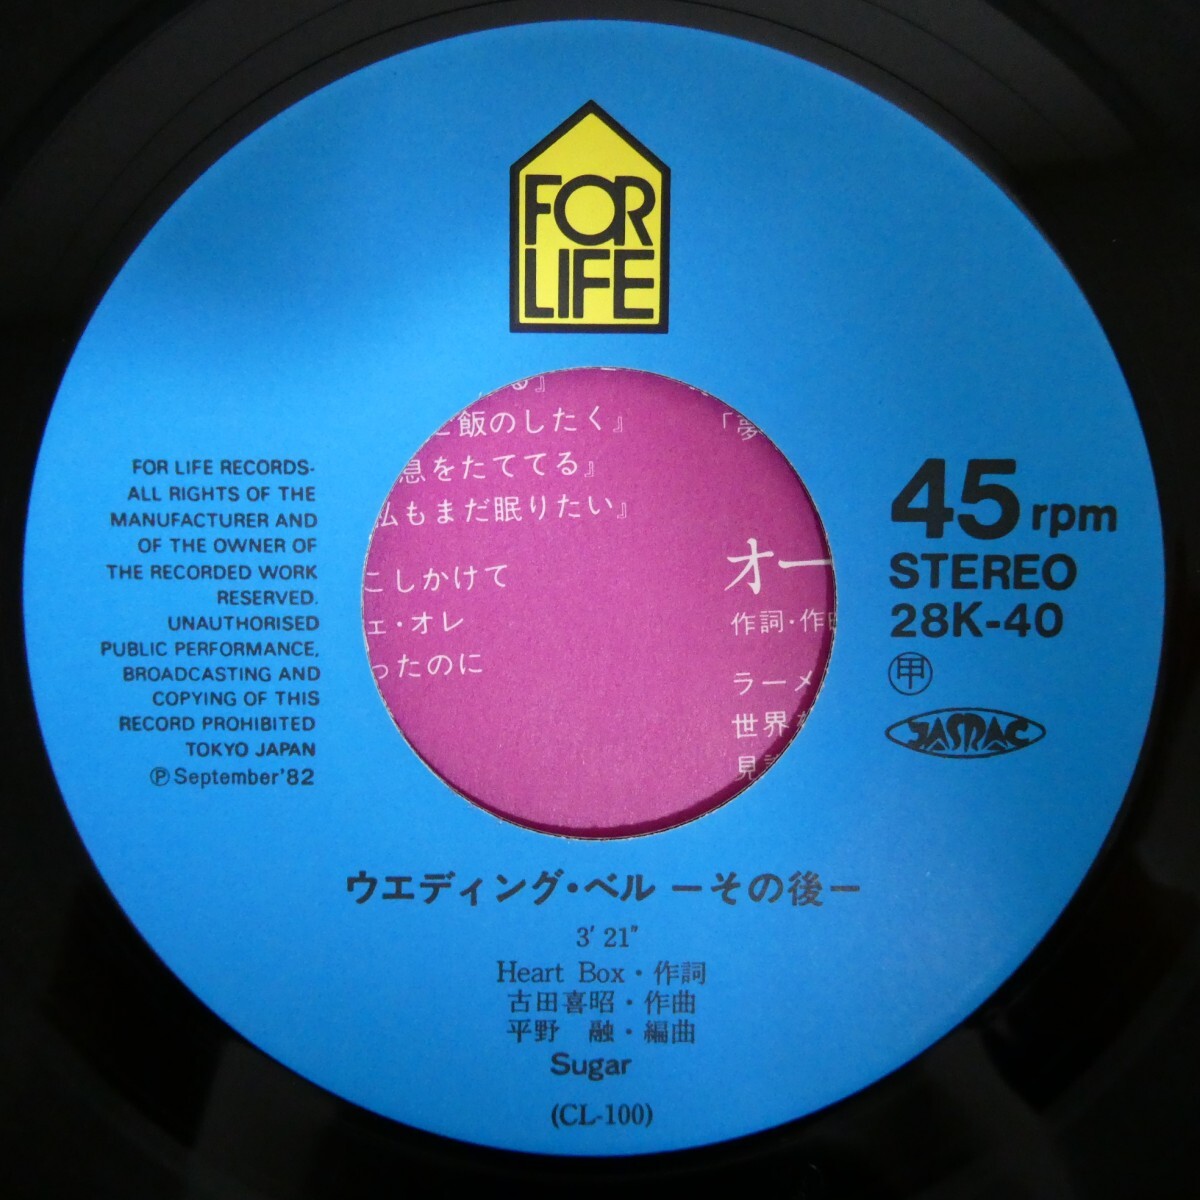 FOR
LIFE
FOR LIFE RECORDS-
ALL RIGHTS OF THE
MANUFACTURER AND
OF THE OWNER OF
THE RECORDED WORK
RESERVED.
UNAUTHORISED
PUBLIC PERFORMANCE,
BROADCASTING AND
COPYING OF THIS
RECORD PROHIBITED
TOKYO JAPAN
Ⓟ September'82
る』
ご飯のしたく』
息をたててる』
私もまだ眠りたい』
こしかけて
ェ・オレ
ったのに
「夢
オー
作詞・作曲
ラーメ
世界
見
45 rpm
STEREO
28K-40
甲
JASRAC
ウエディング・ベル －その後－
3′ 21″
Heart Box・作詞
古田喜昭・作曲
平野 融・編曲
Sugar
(CL-100)